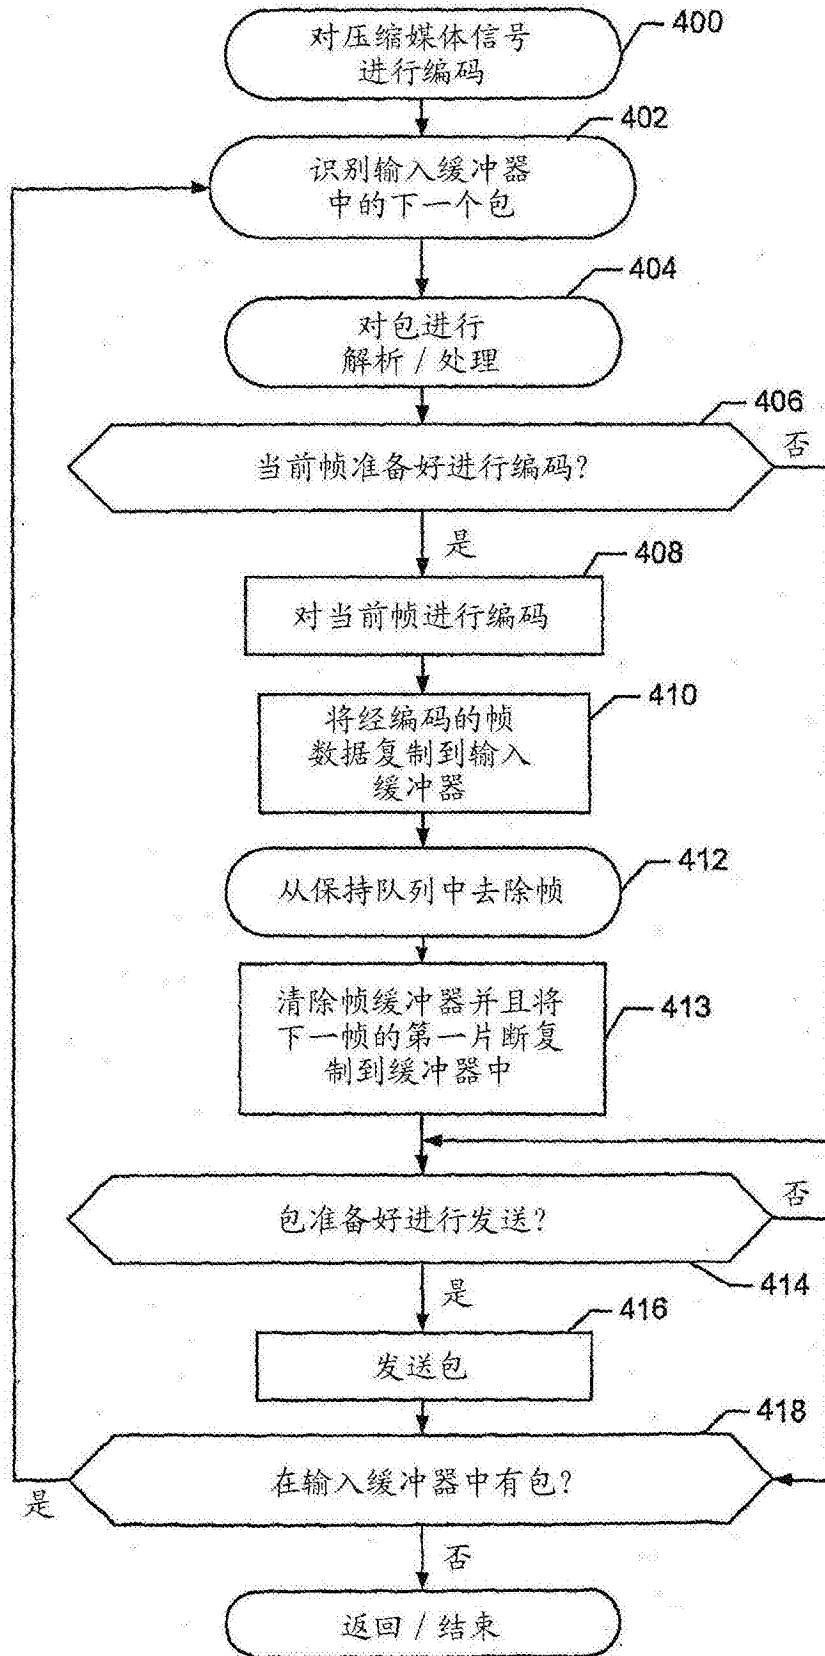 对压缩媒体信号
进行编码
400
402
识别输入缓冲器
中的下一个包
404
对包进行
解析/处理
406
当前帧准备好进行编码?
否
是
408
对当前帧进行编码
410
将经编码的帧
数据复制到输入
缓冲器
412
从保持队列中去除帧
清除帧缓冲器并且将
下一帧的第一片断复
制到缓冲器中
413
包准备好进行发送?
否
414
是
416
发送包
418
在输入缓冲器中有包?
是
否
返回/结束